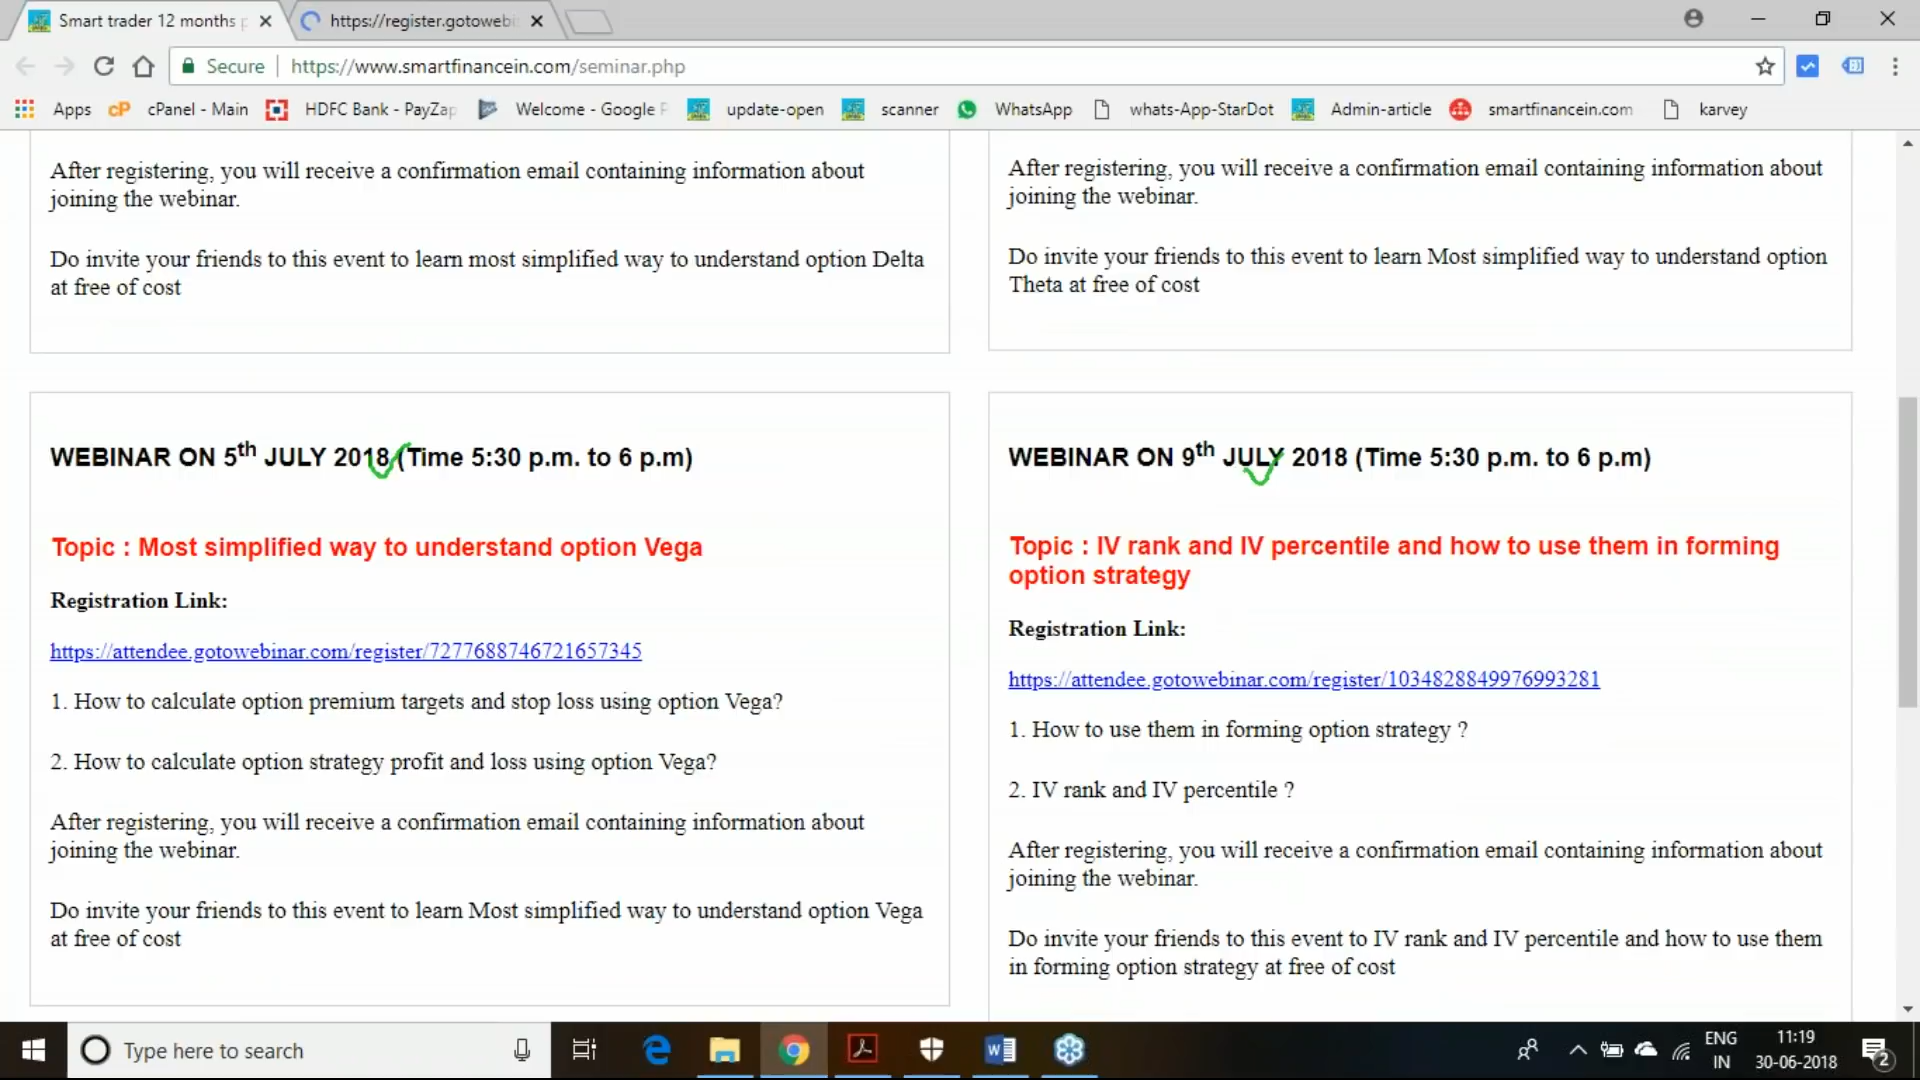 Smart trader 12 months p
https://register.gotowebi
Secure https://www.smartfinancein.com/seminar.php
Apps cPanel - Main HDFC Bank - PayZap Welcome - Google P update-open scanner WhatsApp whats-App-StarDot Admin-article smartfinancein.com karvey
After registering, you will receive a confirmation email containing information about
joining the webinar.
Do invite your friends to this event to learn most simplified way to understand option Delta
at free of cost
After registering, you will receive a confirmation email containing information about
joining the webinar.
Do invite your friends to this event to learn Most simplified way to understand option
Theta at free of cost
WEBINAR ON 5th JULY 2018 (Time 5:30 p.m. to 6 p.m)
Topic : Most simplified way to understand option Vega
Registration Link:
https://attendee.gotowebinar.com/register/7277688746721657345
1. How to calculate option premium targets and stop loss using option Vega?
2. How to calculate option strategy profit and loss using option Vega?
After registering, you will receive a confirmation email containing information about
joining the webinar.
Do invite your friends to this event to learn Most simplified way to understand option Vega
at free of cost
WEBINAR ON 9th JULY 2018 (Time 5:30 p.m. to 6 p.m)
Topic : IV rank and IV percentile and how to use them in forming
option strategy
Registration Link:
https://attendee.gotowebinar.com/register/1034828849976993281
1. How to use them in forming option strategy ?
2. IV rank and IV percentile ?
After registering, you will receive a confirmation email containing information about
joining the webinar.
Do invite your friends to this event to IV rank and IV percentile and how to use them
in forming option strategy at free of cost
Type here to search
ENG
IN
11:19
30-06-2018
2